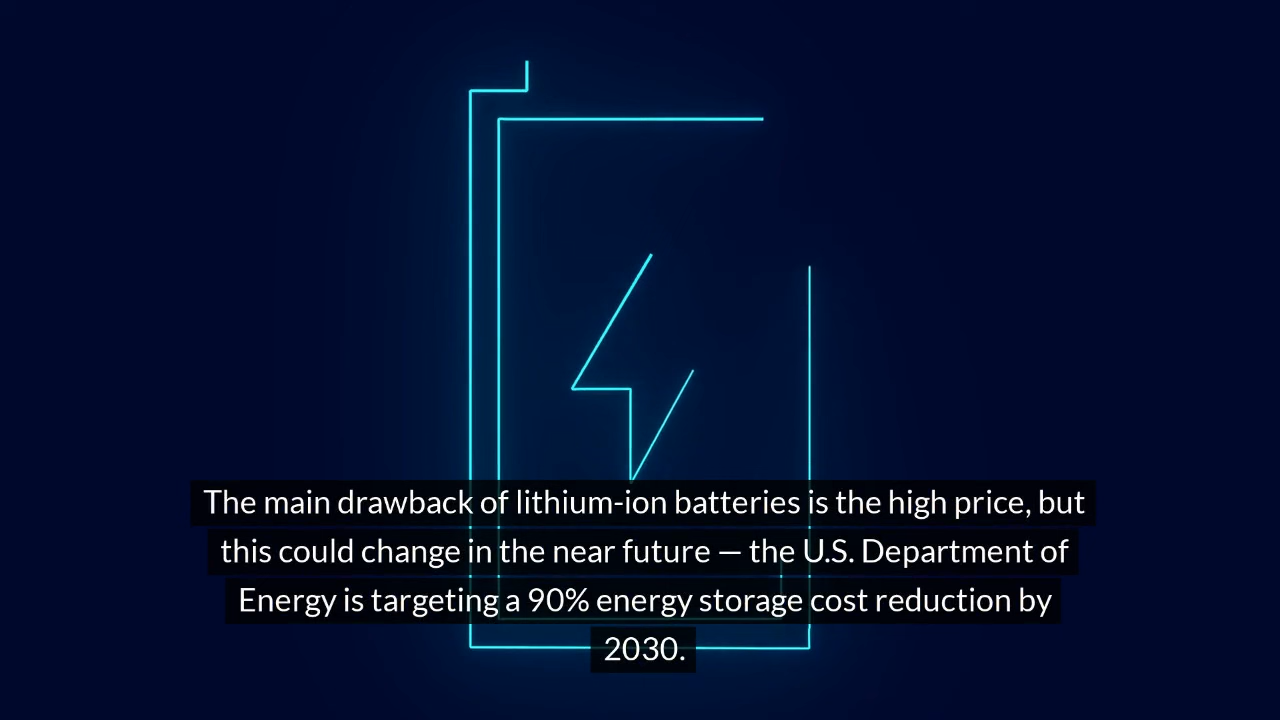 The main drawback of lithium-ion batteries is the high price, but
this could change in the near future — the U.S. Department of
Energy is targeting a 90% energy storage cost reduction by
2030.